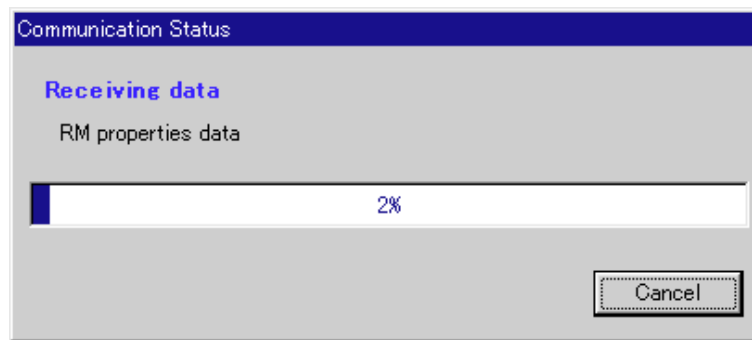 Communication Status
Receiving data
RM properties data
2%
Cancel